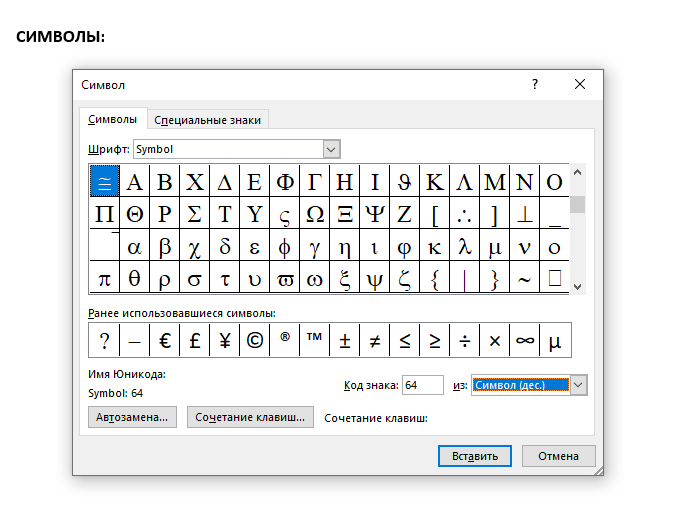 СИМВОЛЫ:
Символ
Символы Специальные знаки
Шрифт: Symbol
≅ Α Β Χ Δ Ε Φ Γ Η Ι ϑ Κ Λ Μ Ν Ο
Π Θ Ρ Σ Τ Υ ς Ω Ξ Ψ Ζ [ ∴ ] ⊥ _
‾ α β χ δ ε φ γ η ι ϕ κ λ μ ν ο
π θ ρ σ τ υ ϖ ω ξ ψ ζ { | } ~ □
Ранее использовавшиеся символы:
? – € £ ¥ © ® ™ ± ≠ ≤ ≥ ÷ × ∞ µ
Имя Юникода:
Symbol: 64
Код знака: 64 из: Символ (дес.)
Автозамена... Сочетание клавиш... Сочетание клавиш:
Вставить Отмена